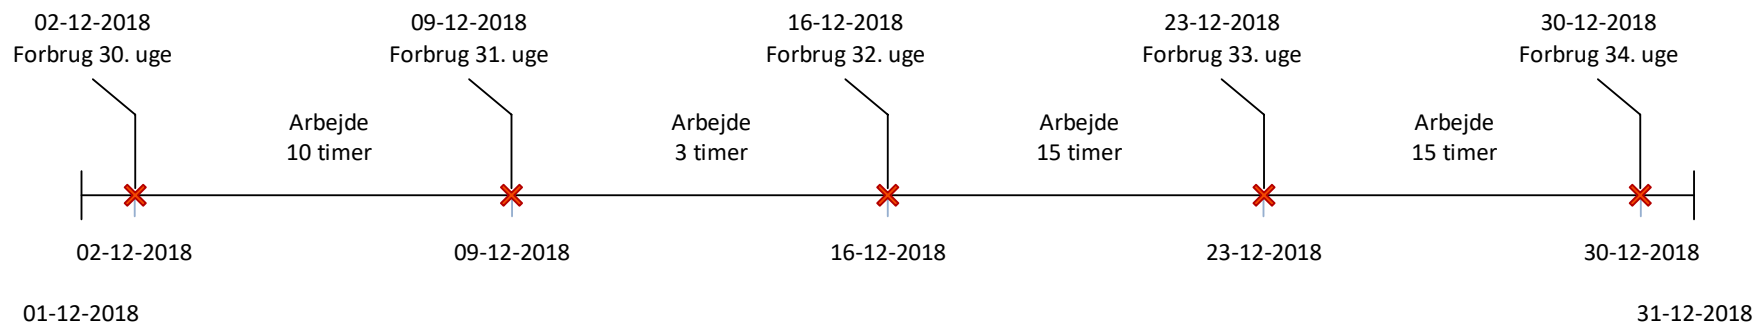 02-12-2018
Forbrug 30. uge
09-12-2018
Forbrug 31. uge
16-12-2018
Forbrug 32. uge
23-12-2018
Forbrug 33. uge
30-12-2018
Forbrug 34. uge
Arbejde
10 timer
Arbejde
3 timer
Arbejde
15 timer
Arbejde
15 timer
02-12-2018
09-12-2018
16-12-2018
23-12-2018
30-12-2018
01-12-2018
31-12-2018